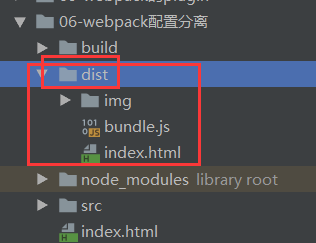 06-webpack配置分离
build
dist
img
bundle.js
index.html
node_modules library root
src
index.html